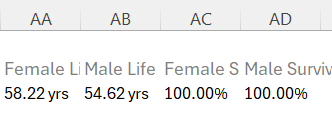 AA AB AC AD
Female Li Male Life Female S Male Surviv
58.22 yrs 54.62 yrs 100.00% 100.00%